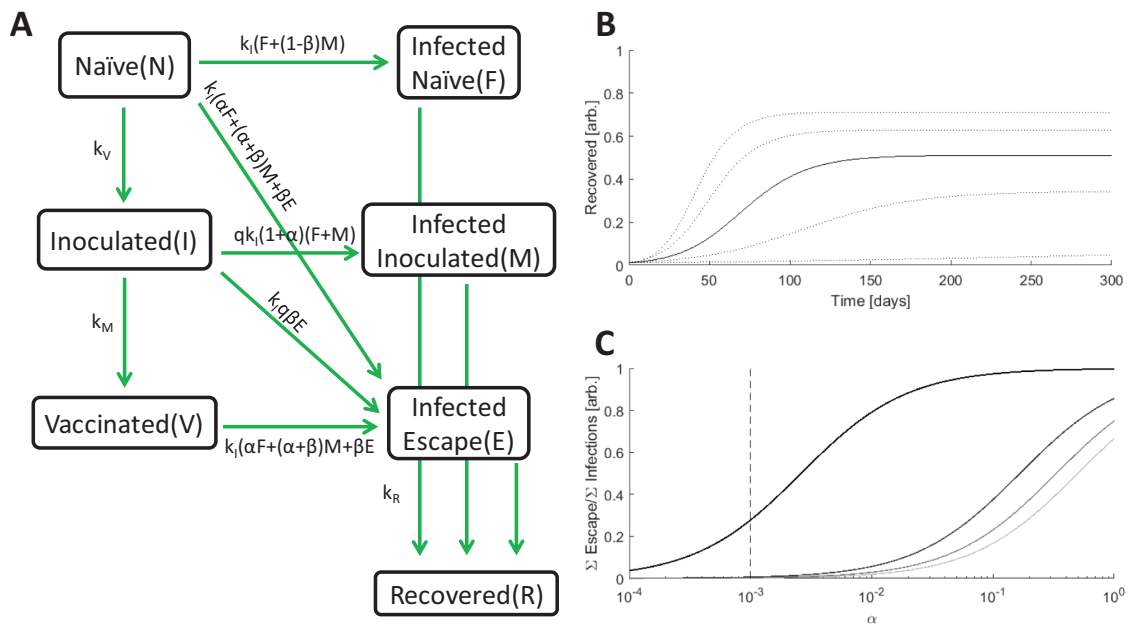 A
Naïve(N)
k_I(F+(1-β)M)
Infected
Naïve(F)
k_I(αF+(α+β)M+βE
k_V
Inoculated(I)
qk_I(1+α)(F+M)
Infected
Inoculated(M)
k_IqβE
k_M
Vaccinated(V)
k_I(αF+(α+β)M+βE
Infected
Escape(E)
k_R
Recovered(R)
B
Recovered [arb.]
1
0.8
0.6
0.4
0.2
0
0 50 100 150 200 250 300
Time [days]
C
Σ Escape/Σ Infections [arb.]
1
0.8
0.6
0.4
0.2
0
10^-4 10^-3 10^-2 10^-1 10^0
α